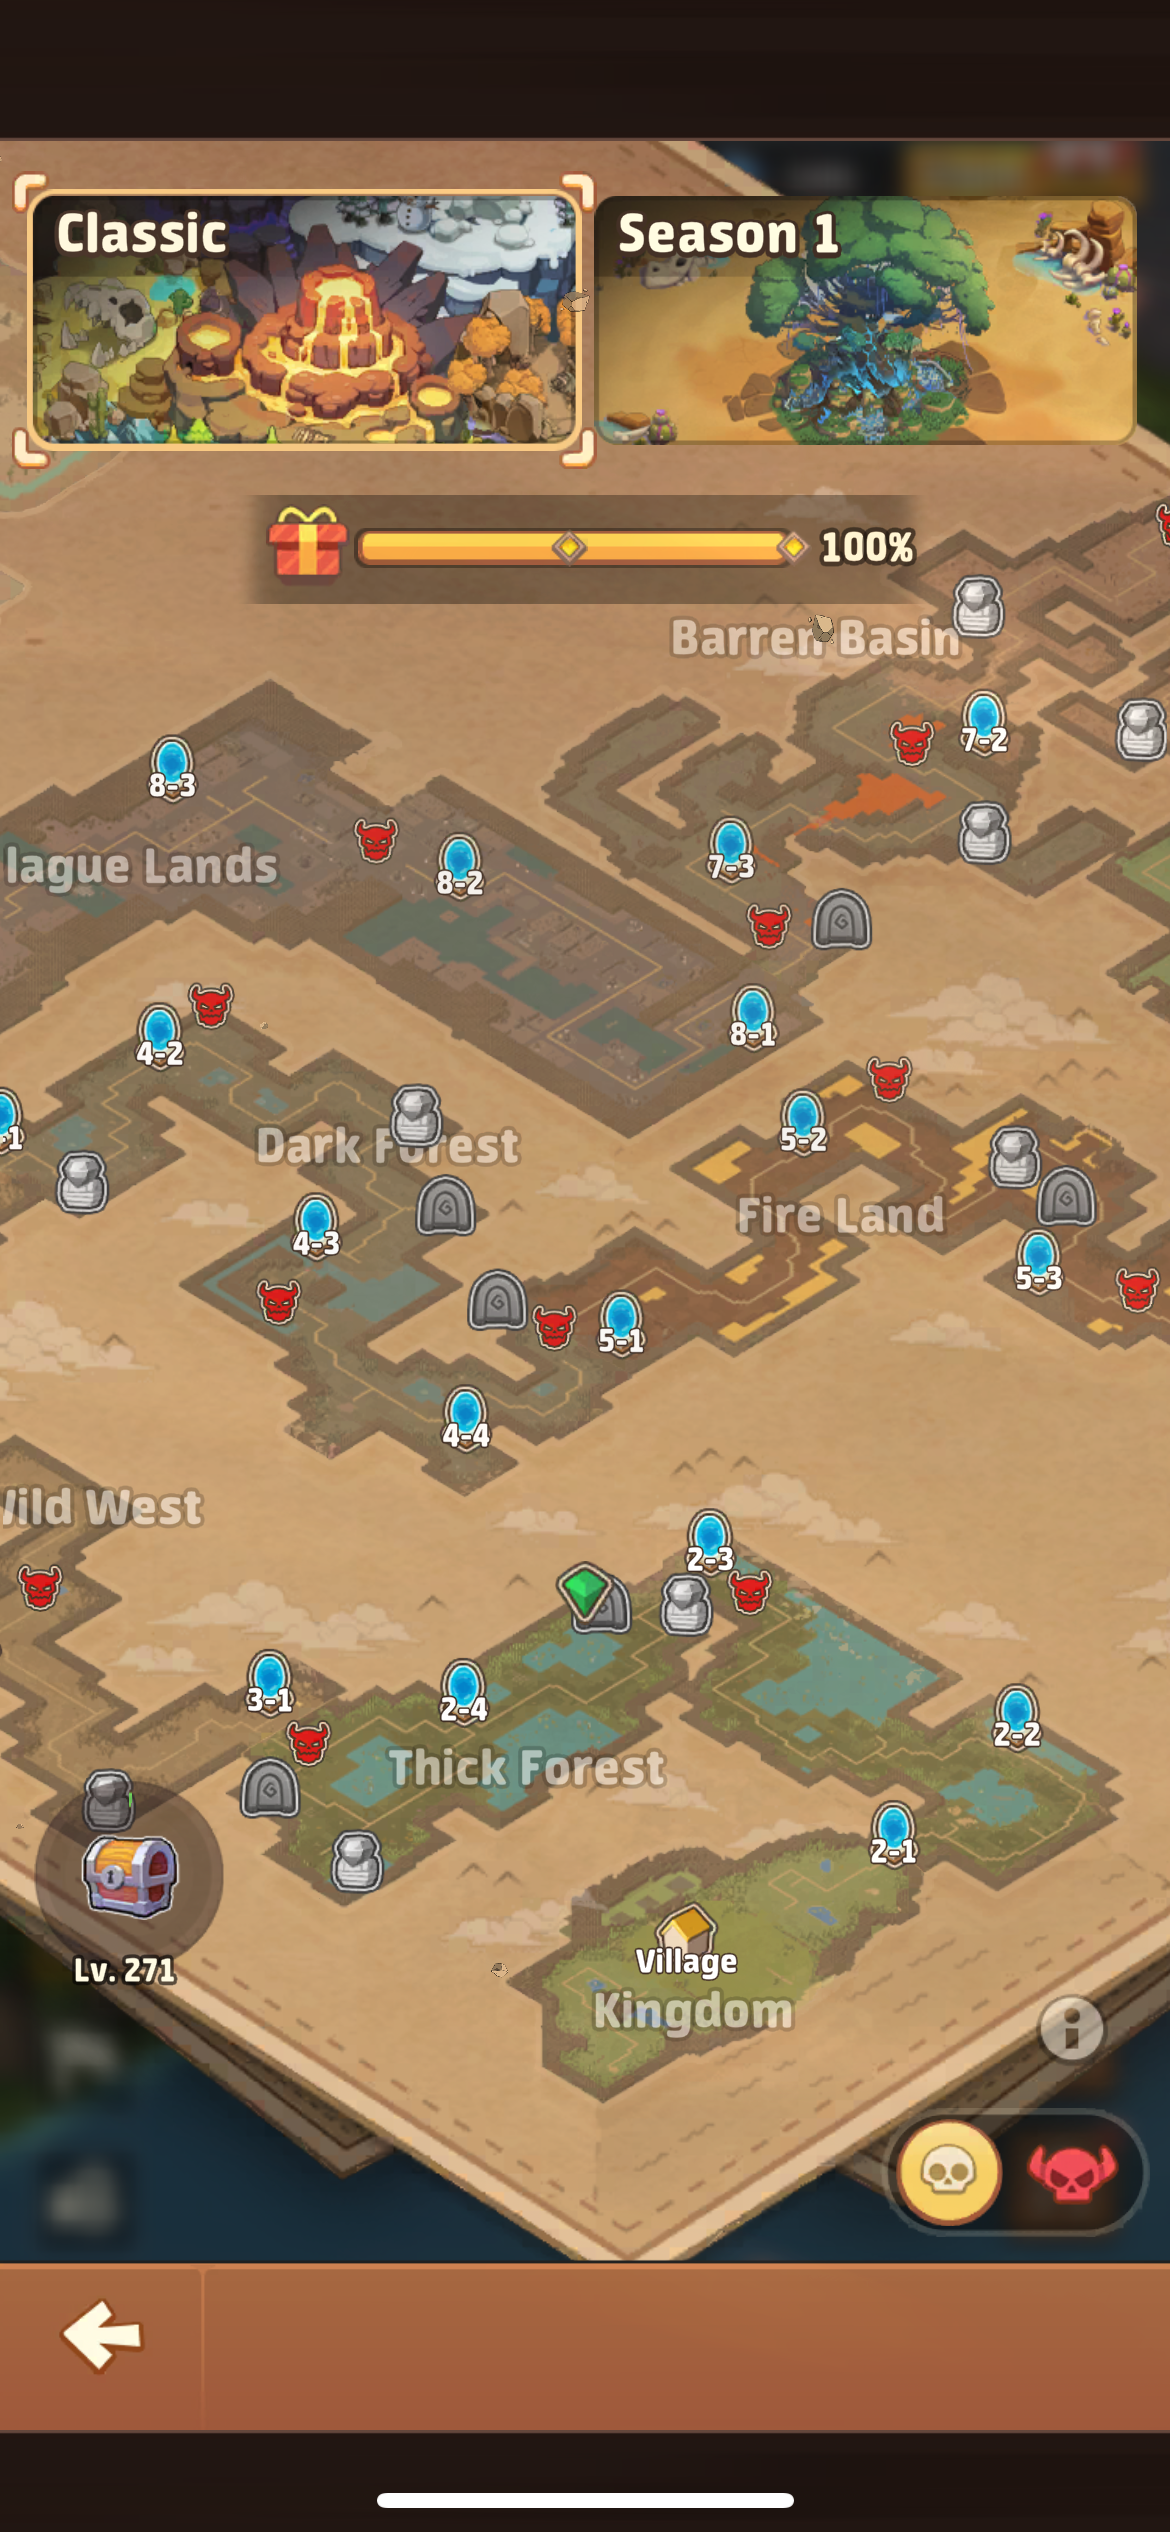 Classic
Season 1
100%
Barren Basin
7-2
8-3
7-3
lague Lands
8-2
8-1
4-2
-1
5-2
Dark Forest
Fire Land
4-3
5-3
5-1
4-4
Wild West
2-3
3-1
2-4
2-2
Thick Forest
2-1
Village
Lv. 271
Kingdom